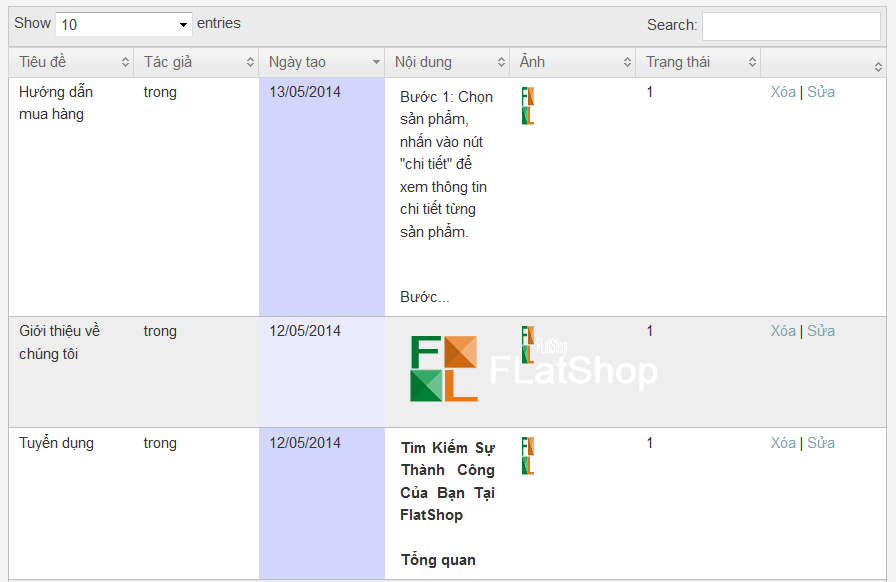 Show 10 entries Search:
Tiêu đề Tác giả Ngày tạo Nội dung Ảnh Trạng thái
Hướng dẫn mua hàng trong 13/05/2014 1 Xóa | Sửa
Bước 1: Chọn
sản phẩm,
nhấn vào nút
"chi tiết" để
xem thông tin
chi tiết từng
sản phẩm.
Bước...
Giới thiệu về chúng tôi trong 12/05/2014 1 Xóa | Sửa
FL FLatShop
FLatShop
Tuyển dụng trong 12/05/2014 1 Xóa | Sửa
Tìm Kiếm Sự
Thành Công
Của Bạn Tại
FlatShop
Tổng quan